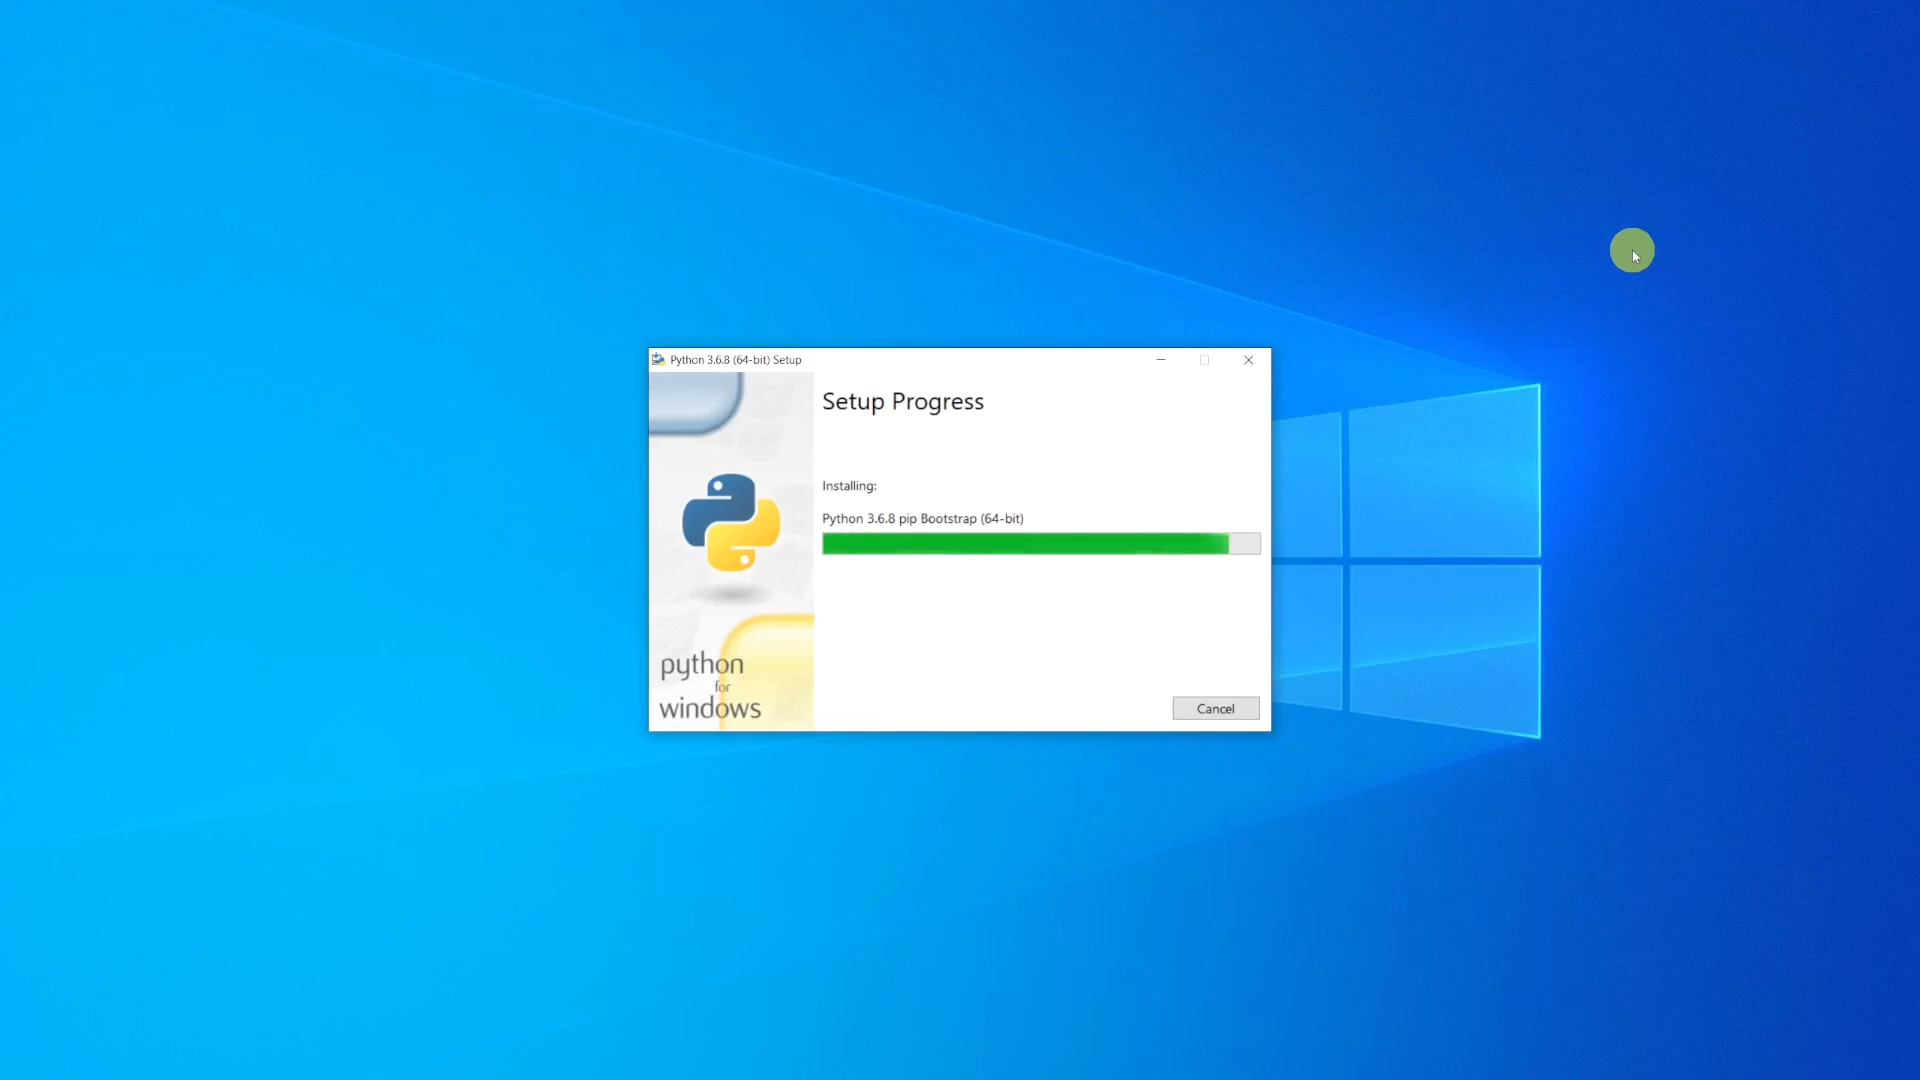 Python 3.6.8 (64-bit) Setup
Setup Progress
Installing:
Python 3.6.8 pip Bootstrap (64-bit)
python
for
windows
Cancel